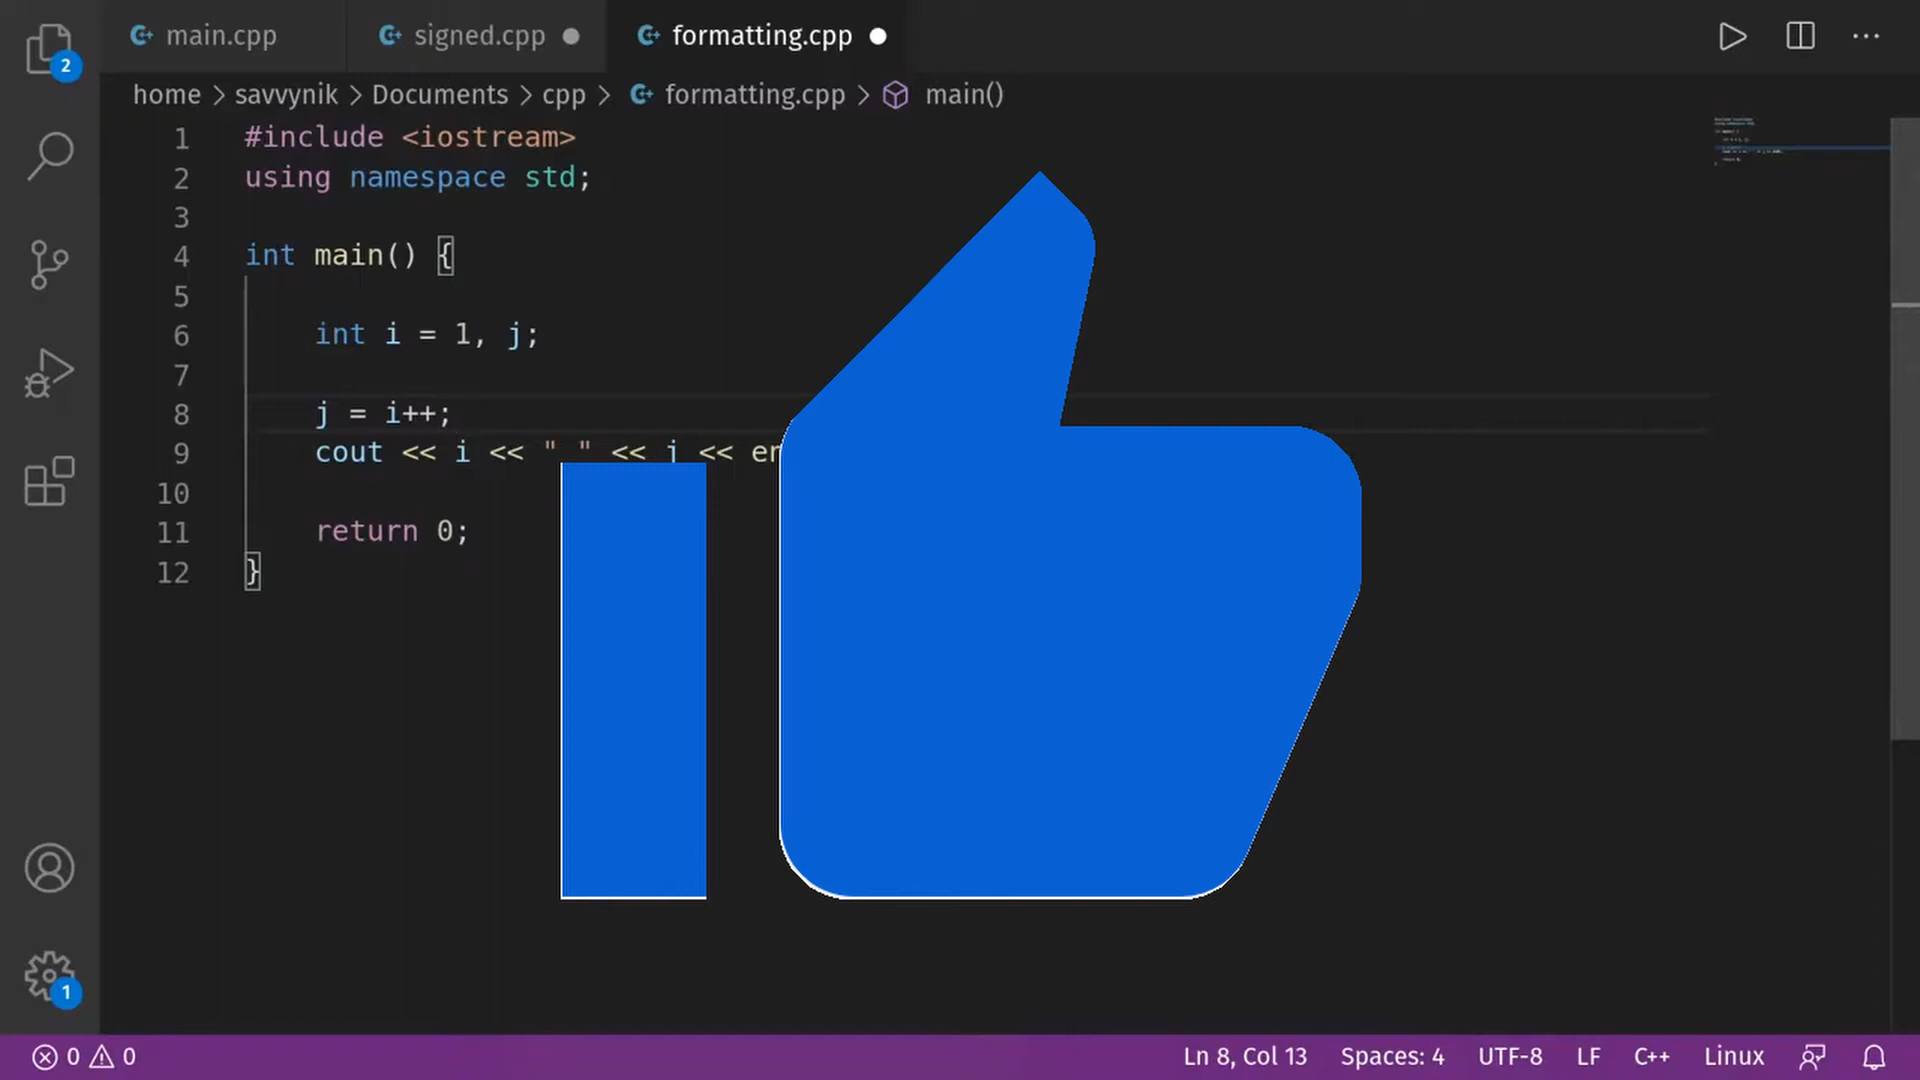 main.cpp signed.cpp formatting.cpp
home > savvynik > Documents > cpp > formatting.cpp > main()
1 #include <iostream>
2 using namespace std;
3
4 int main() {
5
6 int i = 1, j;
7
8 j = i++;
9 cout << i << " " << j <<
10
11 return 0;
12 }
2
1
0 0 Ln 8, Col 13 Spaces: 4 UTF-8 LF C++ Linux